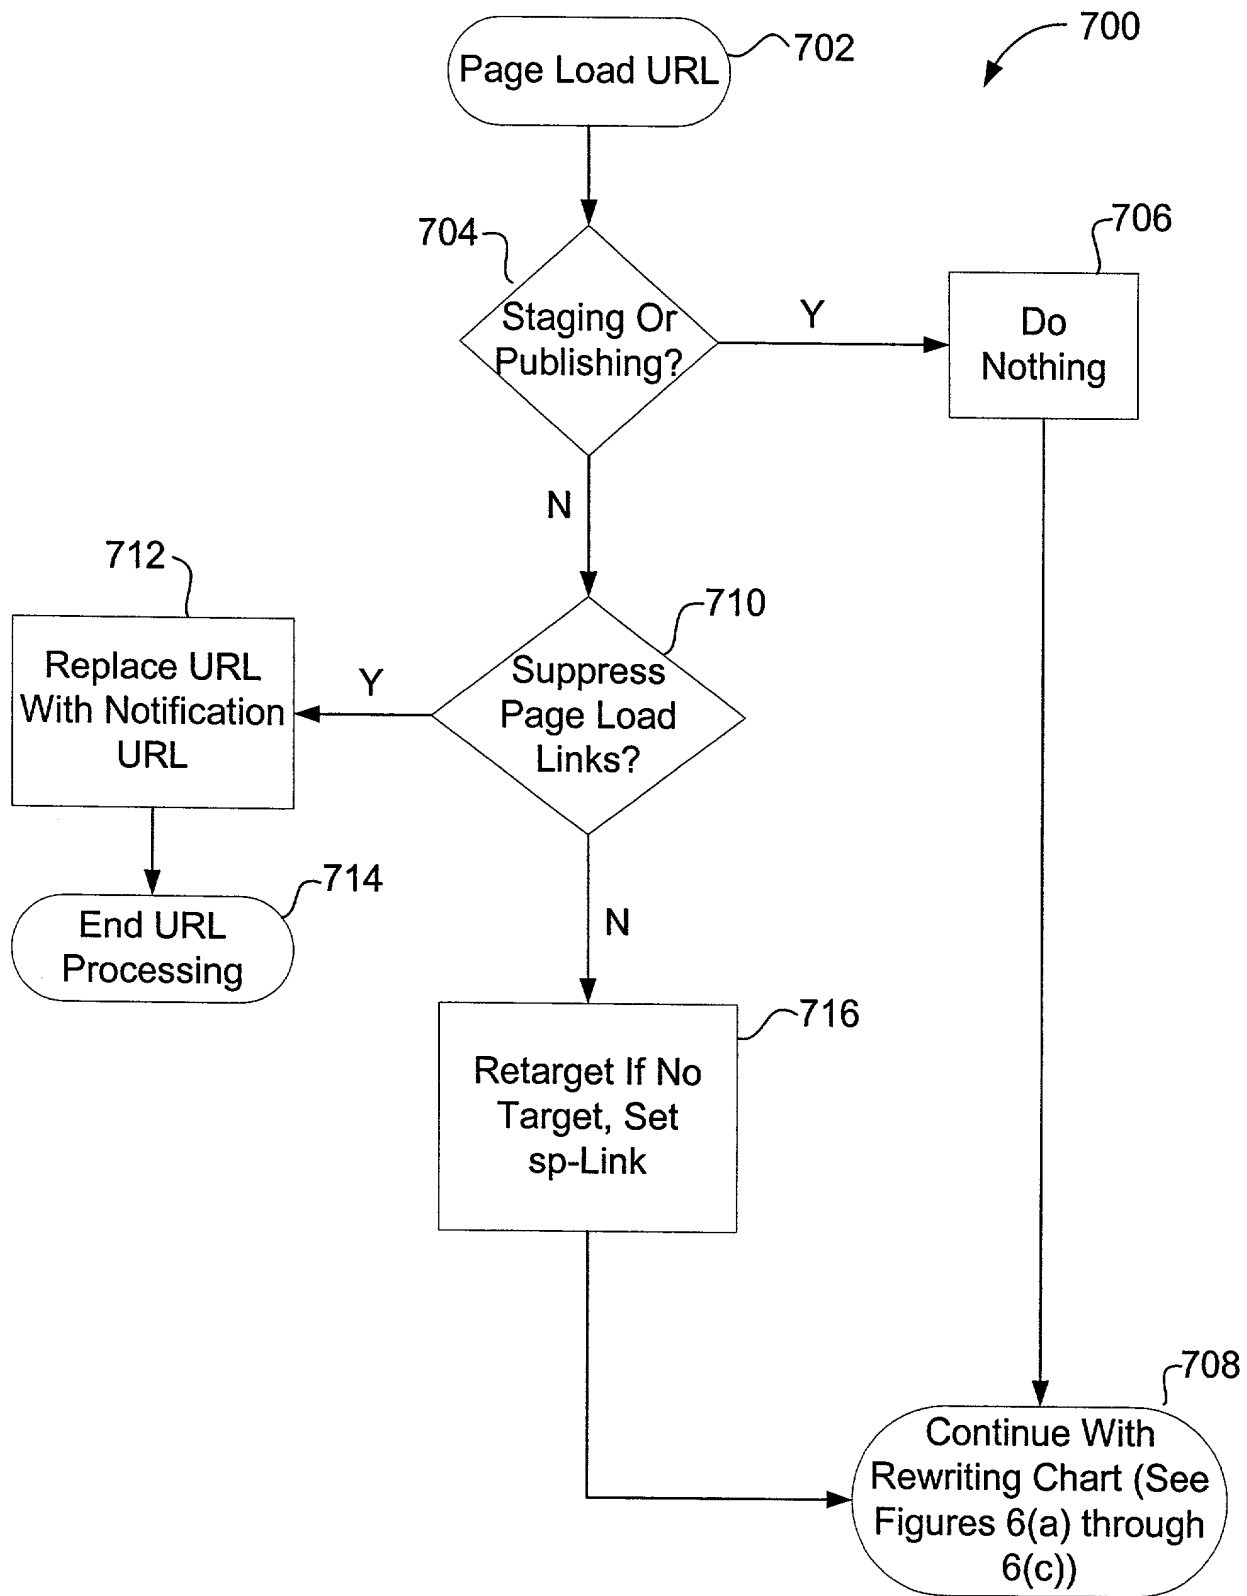 700
702
Page Load URL
704
Staging Or
Publishing?
Y
706
Do
Nothing
N
712
Replace URL
With Notification
URL
Y
710
Suppress
Page Load
Links?
714
End URL
Processing
N
716
Retarget If No
Target, Set
sp-Link
708
Continue With
Rewriting Chart (See
Figures 6(a) through
6(c))